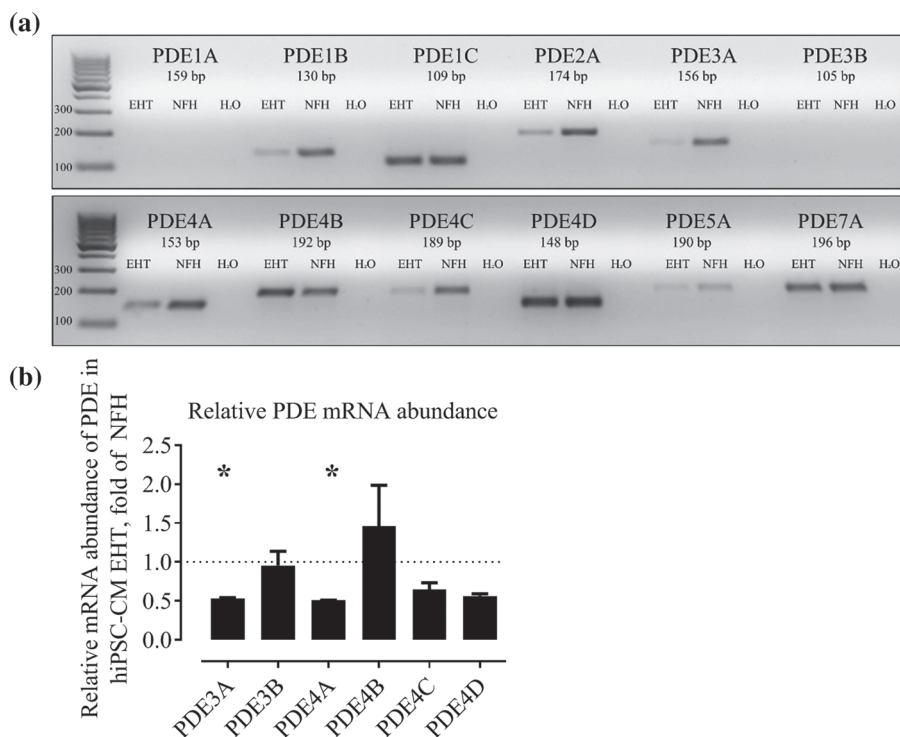 (a)
PDE1A PDE1B PDE1C PDE2A PDE3A PDE3B
159 bp 130 bp 109 bp 174 bp 156 bp 105 bp
EHT NFH H2O EHT NFH H2O EHT NFH H2O EHT NFH H2O EHT NFH H2O EHT NFH H2O
300
200
100
PDE4A PDE4B PDE4C PDE4D PDE5A PDE7A
153 bp 192 bp 189 bp 148 bp 190 bp 196 bp
EHT NFH H2O EHT NFH H2O EHT NFH H2O EHT NFH H2O EHT NFH H2O EHT NFH H2O
300
200
100
(b)
Relative mRNA abundance of PDE in
hiPSC-CM EHT, fold of NFH
Relative PDE mRNA abundance
2.5
2.0
1.5
1.0
0.5
0.0
* *
PDE3A PDE3B PDE4A PDE4B PDE4C PDE4D